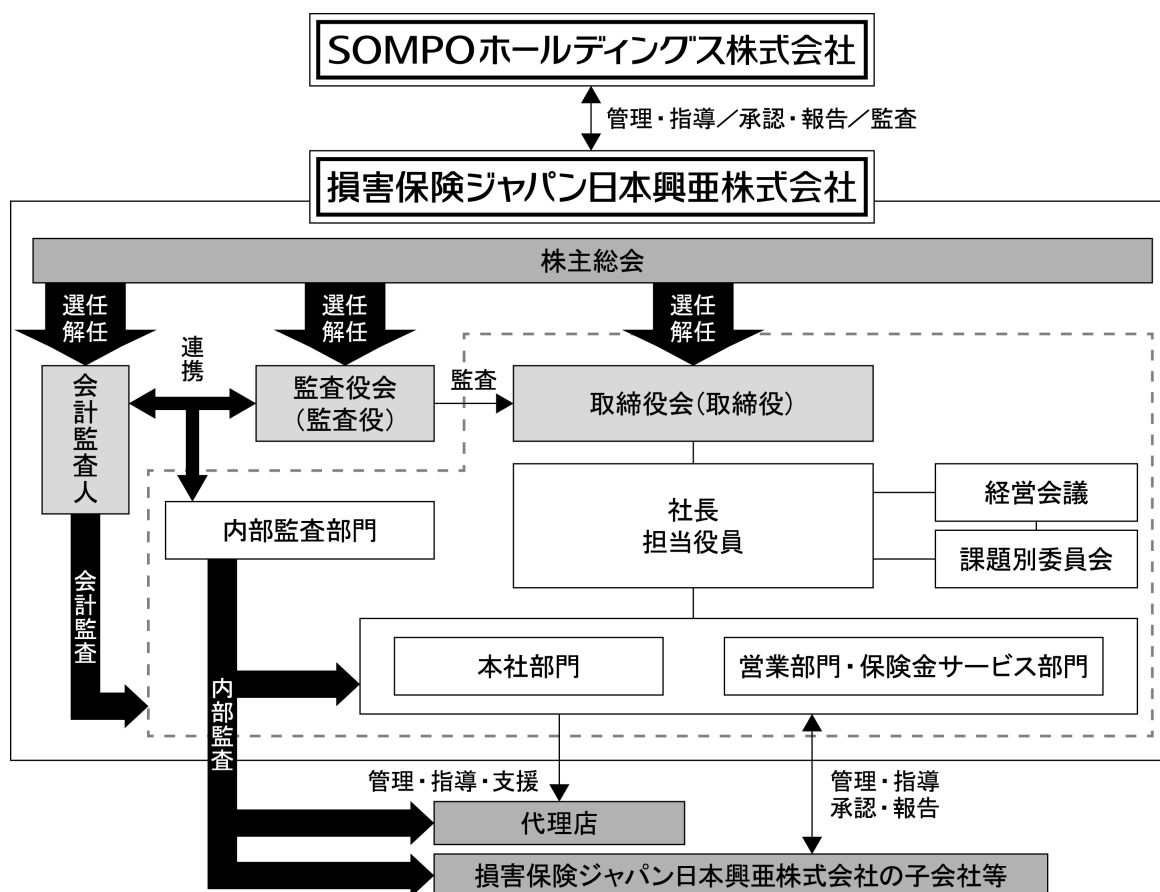 SOMPOホールディングス株式会社
管理・指導／承認・報告／監査
損害保険ジャパン日本興亜株式会社
株主総会
選任
解任
選任
解任
選任
解任
連携
会計監査人
監査役会
（監査役）
監査
取締役会（取締役）
内部監査部門
社長
担当役員
経営会議
課題別委員会
会計監査
内部監査
本社部門
営業部門・保険金サービス部門
管理・指導・支援
管理・指導
承認・報告
代理店
損害保険ジャパン日本興亜株式会社の子会社等